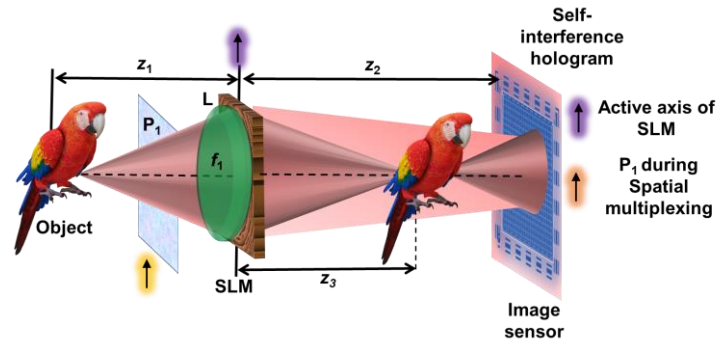 Self-
interference
hologram
z1
z2
L
P1
f1
Active axis of
SLM
P1 during
Spatial
multiplexing
Object
SLM
z3
Image
sensor